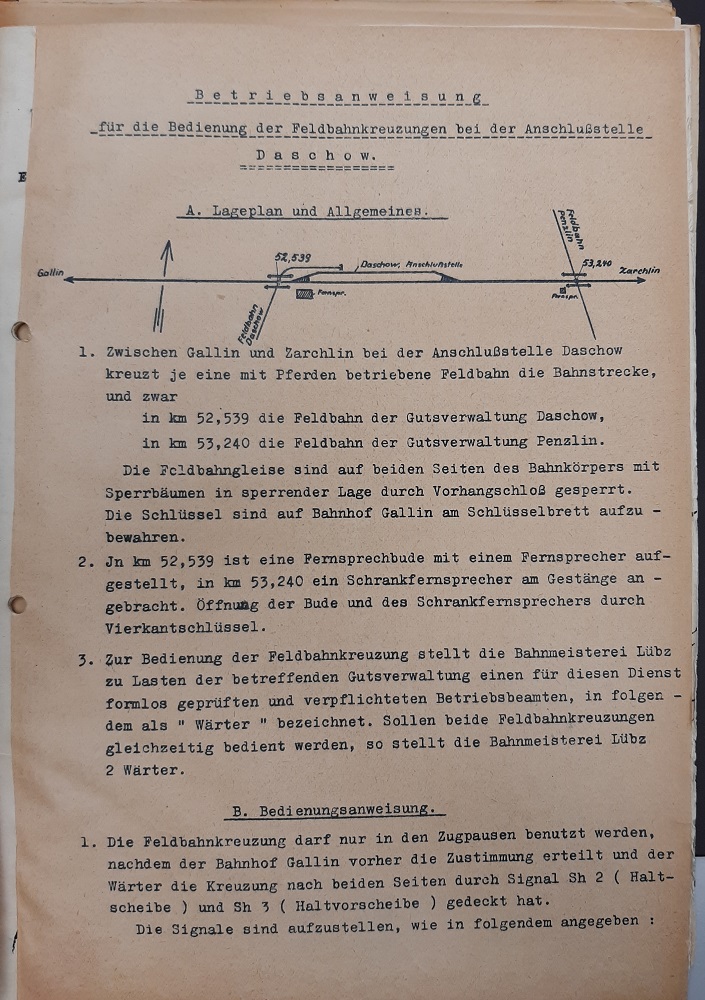 Betriebsanweisung
für die Bedienung der Feldbahnkreuzungen bei der Anschlußstelle
Daschow.
A. Lageplan und Allgemeines.
Feldbahn Penzlin
52,539
Daschow, Anschlußstelle
53,240
Gallin
Zarchlin
Fernspr.
Fernspr.
Feldbahn Daschow
1. Zwischen Gallin und Zarchlin bei der Anschlußstelle Daschow
kreuzt je eine mit Pferden betriebene Feldbahn die Bahnstrecke,
und zwar
in km 52,539 die Feldbahn der Gutsverwaltung Daschow,
in km 53,240 die Feldbahn der Gutsverwaltung Penzlin.
Die Feldbahngleise sind auf beiden Seiten des Bahnkörpers mit
Sperrbäumen in sperrender Lage durch Vorhangschloß gesperrt.
Die Schlüssel sind auf Bahnhof Gallin am Schlüsselbrett aufzu -
bewahren.
2. Jn km 52,539 ist eine Fernsprechbude mit einem Fernsprecher auf-
gestellt, in km 53,240 ein Schrankfernsprecher am Gestänge an -
gebracht. Öffnung der Bude und des Schrankfernsprechers durch
Vierkantschlüssel.
3. Zur Bedienung der Feldbahnkreuzung stellt die Bahnmeisterei Lübz
zu Lasten der betreffenden Gutsverwaltung einen für diesen Dienst
formlos geprüften und verpflichteten Betriebsbeamten, in folgen -
dem als " Wärter " bezeichnet. Sollen beide Feldbahnkreuzungen
gleichzeitig bedient werden, so stellt die Bahnmeisterei Lübz
2 Wärter.
B. Bedienungsanweisung.
1. Die Feldbahnkreuzung darf nur in den Zugpausen benutzt werden,
nachdem der Bahnhof Gallin vorher die Zustimmung erteilt und der
Wärter die Kreuzung nach beiden Seiten durch Signal Sh 2 ( Halt-
scheibe ) und Sh 3 ( Haltvorscheibe ) gedeckt hat.
Die Signale sind aufzustellen, wie in folgendem angegeben :